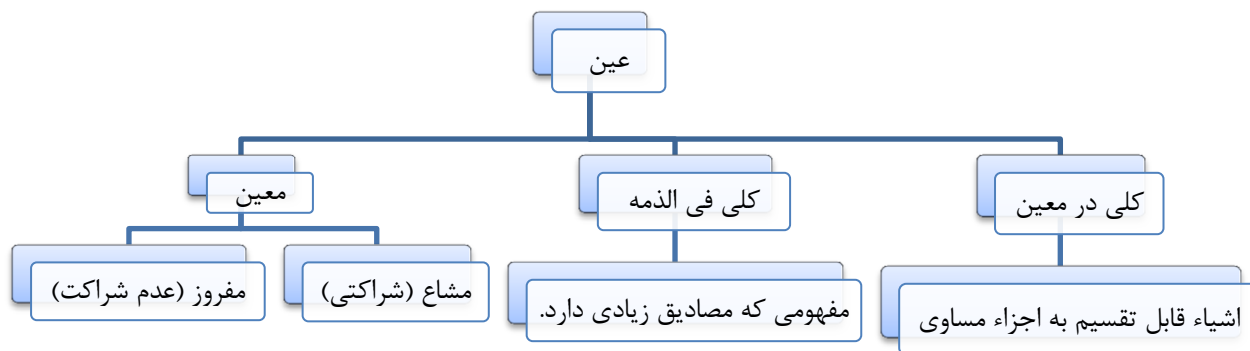 عین
کلی در معین
کلی فی الذمه
معین
اشیاء قابل تقسیم به اجزاء مساوی
مفهومی که مصادیق زیادی دارد.
مشاع (شراکتی)
مفروز (عدم شراکت)